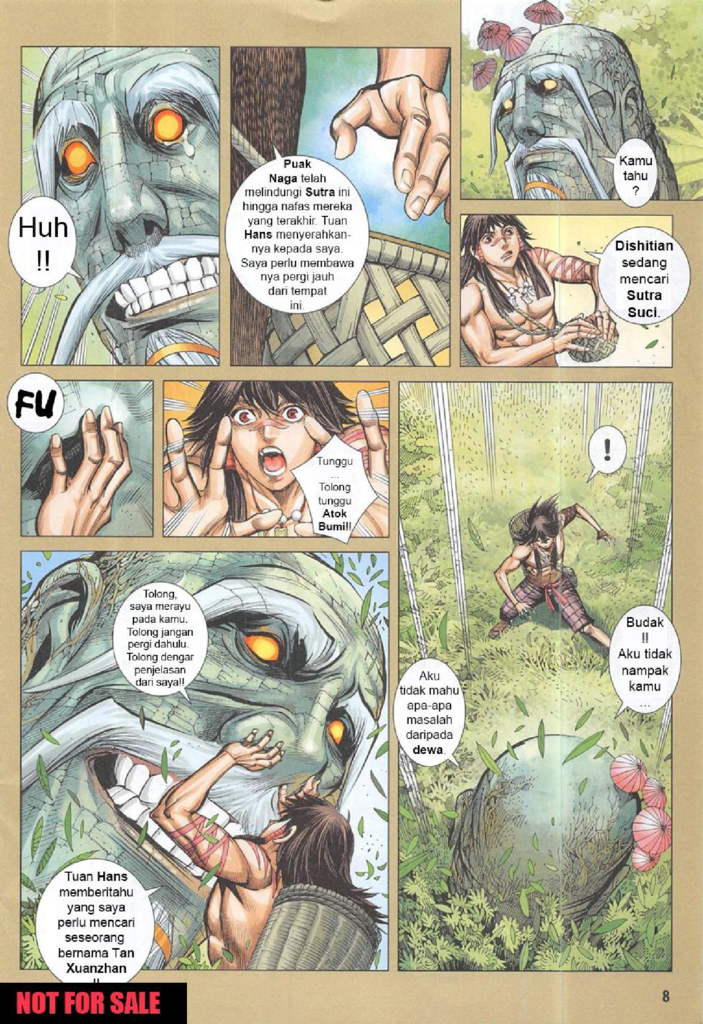 Huh
!!
Puak
Naga telah
melindungi Sutra ini
hingga nafas mereka
yang terakhir. Tuan
Hans menyerahkan-
nya kepada saya.
Saya perlu membawa
nya pergi jauh
dari tempat
ini.
Kamu
tahu
?
Dishitian
sedang
mencari
Sutra
Suci.
FU
Tunggu
...
Tolong
tunggu
Atok
Bumi!!
!
Tolong,
saya merayu
pada kamu.
Tolong jangan
pergi dahulu.
Tolong dengar
penjelasan
dari saya!!
Tuan Hans
memberitahu
yang saya
perlu mencari
seseorang
bernama Tan
Xuanzhan
!!
Budak
!!
Aku tidak
nampak
kamu
...
Aku
tidak mahu
apa-apa
masalah
daripada
dewa.
NOT FOR SALE
8